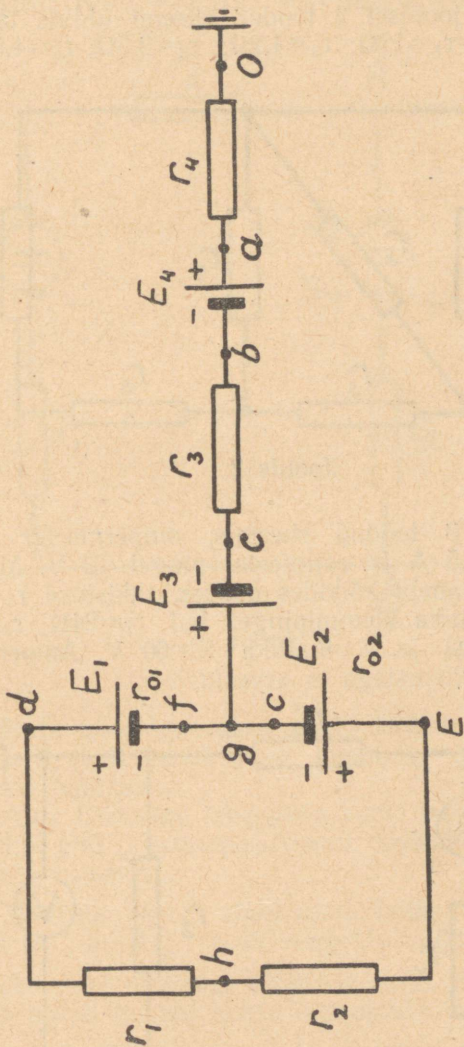 d
+ E₁
r₁ - r₀₁
f + E₃ - r₃ - E₄ + r₄
h g c b a O
c
- E₂
r₂ + r₀₂
E